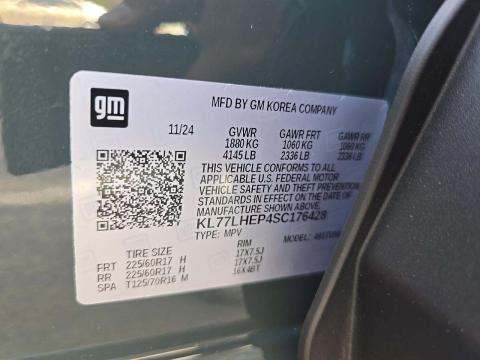 gm
MFD BY GM KOREA COMPANY
11/24 GVWR GAWR FRT GAWR RR
1880 KG 1060 KG 1060 KG
4145 LB 2336 LB 2336 LB
THIS VEHICLE CONFORMS TO ALL
APPLICABLE U.S. FEDERAL MOTOR
VEHICLE SAFETY AND THEFT PREVENTION
STANDARDS IN EFFECT ON THE DATE OF
MANUFACTURE SHOWN ABOVE.
KL77LHEP4SC176428
TYPE: MPV MODEL:
TIRE SIZE RIM
FRT 225/60R17 H 17X7.5J
RR 225/60R17 H 17X7.5J
SPA T125/70R16 M 16X4BT